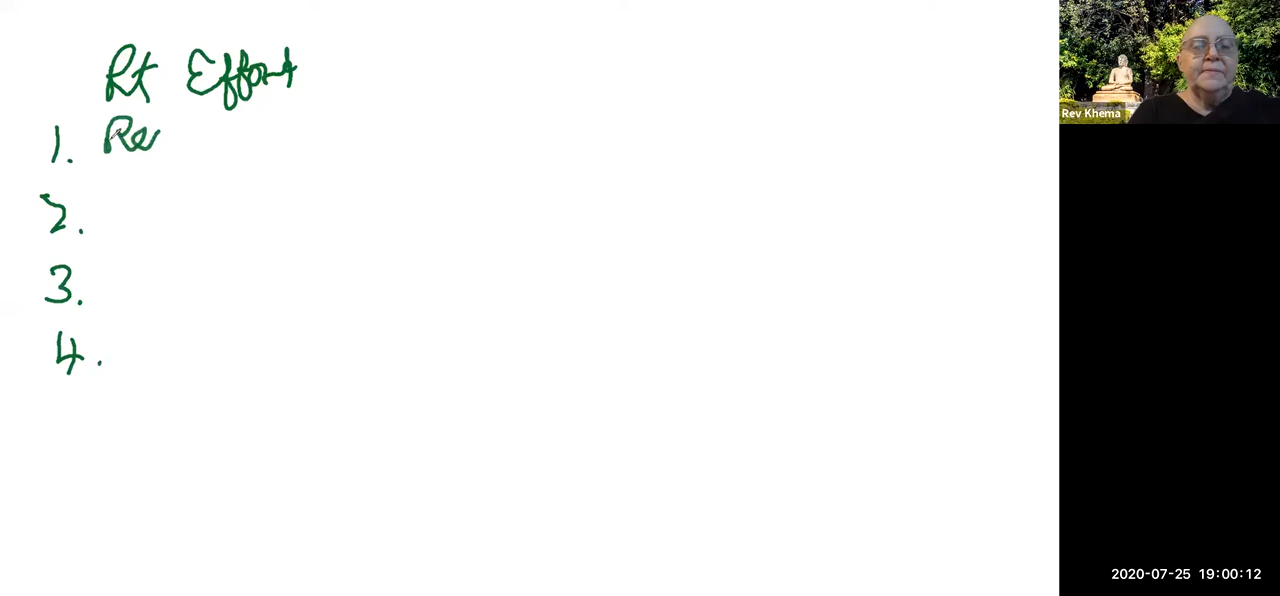 Rt Effort
1. Re
2.
3.
4.
Rev Khema
2020-07-25 19:00:12